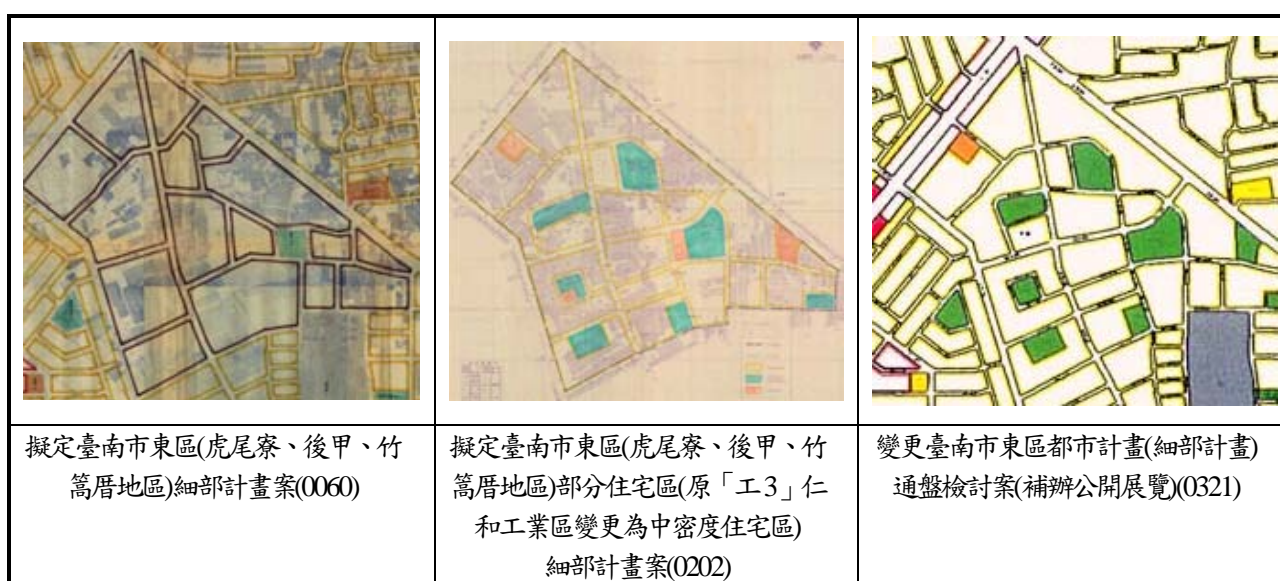 擬定臺南市東區(虎尾寮、後甲、竹
篙厝地區)細部計畫案(0060)
擬定臺南市東區(虎尾寮、後甲、竹
篙厝地區)部分住宅區(原「工3」仁
和工業區變更為中密度住宅區)
細部計畫案(0202)
變更臺南市東區都市計畫(細部計畫)
通盤檢討案(補辦公開展覽)(0321)